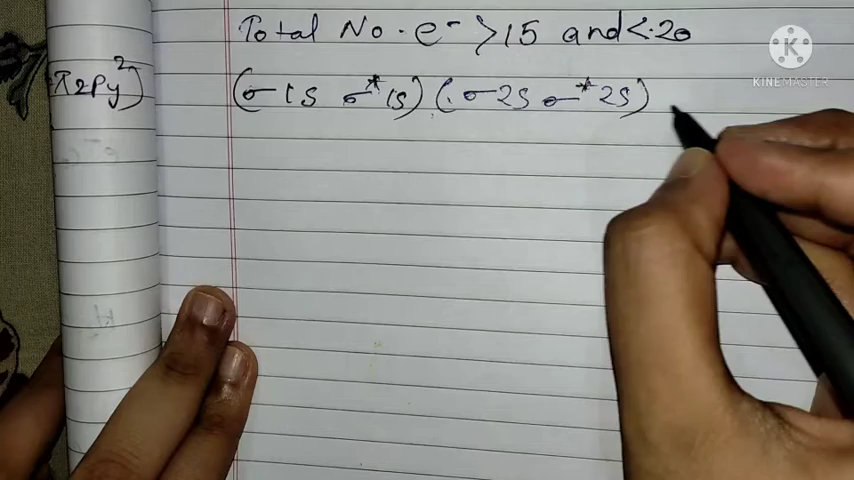 Total No. e⁻ >15 and <20
(σ1s σ*1s) (σ2s σ*2s)
π2Py²)
KINEMASTER